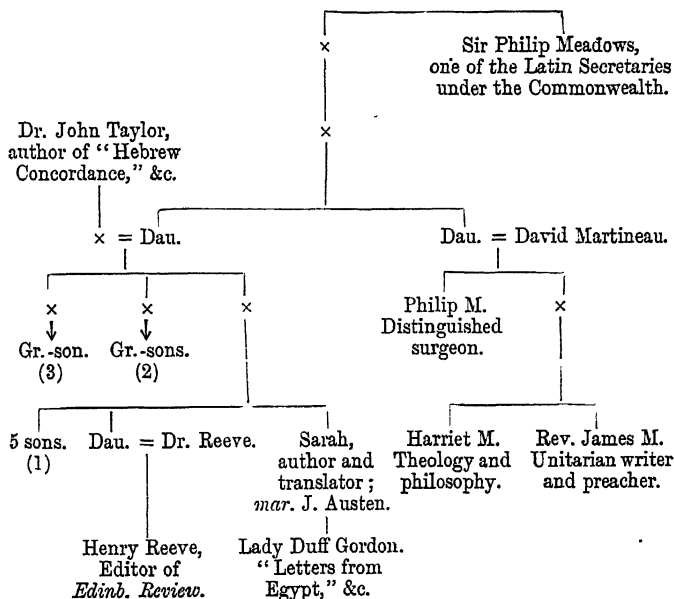 ×
Sir Philip Meadows,
one of the Latin Secretaries
under the Commonwealth.
×
Dr. John Taylor,
author of “Hebrew
Concordance,” &c.
× = Dau.
Dau. = David Martineau.
×
×
×
Gr.-son.
(3)
Gr.-sons.
(2)
Philip M.
Distinguished
surgeon.
×
5 sons.
(1)
Dau. = Dr. Reeve.
Sarah,
author and
translator ;
mar. J. Austen.
Harriet M.
Theology and
philosophy.
Rev. James M.
Unitarian writer
and preacher.
Henry Reeve,
Editor of
Edinb. Review.
Lady Duff Gordon.
“ Letters from
Egypt,” &c.